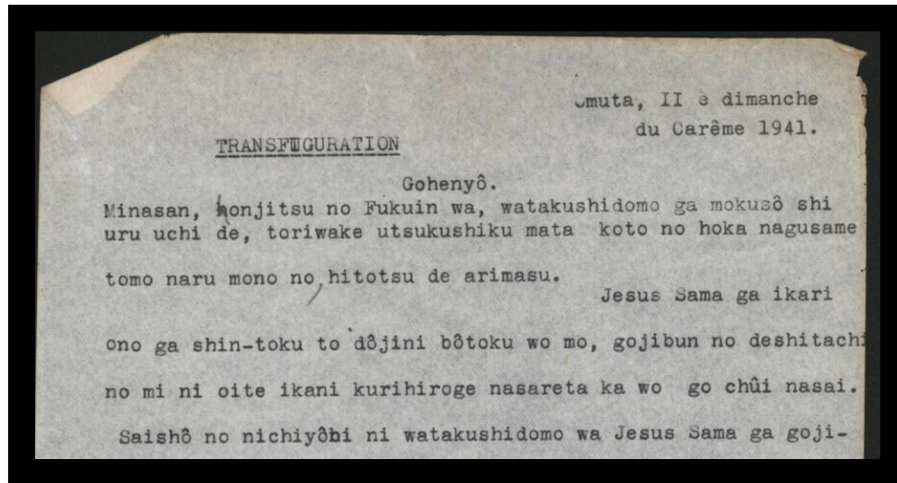 Omuta, II è dimanche
du Carême 1941.
TRANSFIGURATION
Gohenyô.
Minasan, honjitsu no Fukuin wa, watakushidomo ga mokusô shi
uru uchi de, toriwake utsukushiku mata koto no hoka nagusame
tomo naru mono no, hitotsu de arimasu.
Jesus Sama ga ikari
ono ga shin-toku to dôjini bôtoku wo mo, gojibun no deshitachi
no mi ni oite ikani kurihiroge nasareta ka wo go chûi nasai.
Saishô no nichiyôbi ni watakushidomo wa Jesus Sama ga goji-